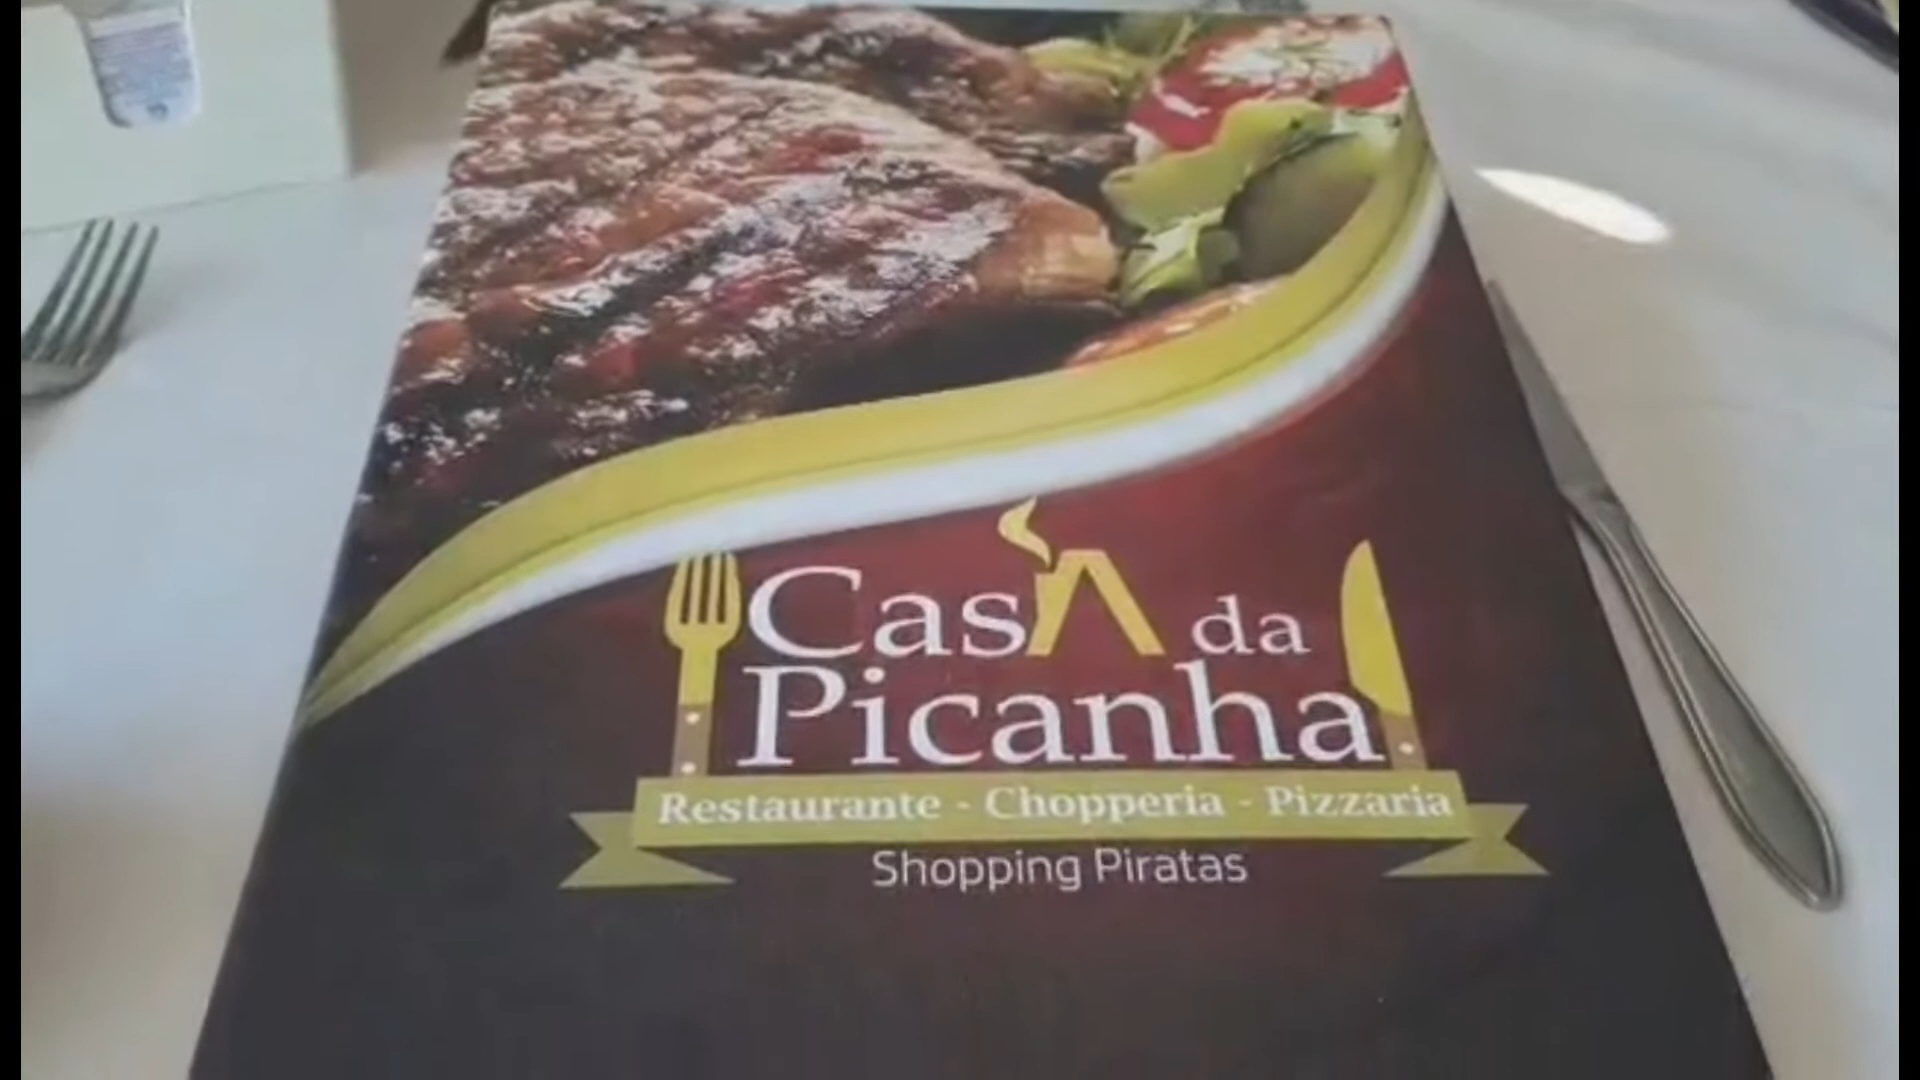 Casa da
Picanha
Restaurante - Chopperia - Pizzaria
Shopping Piratas